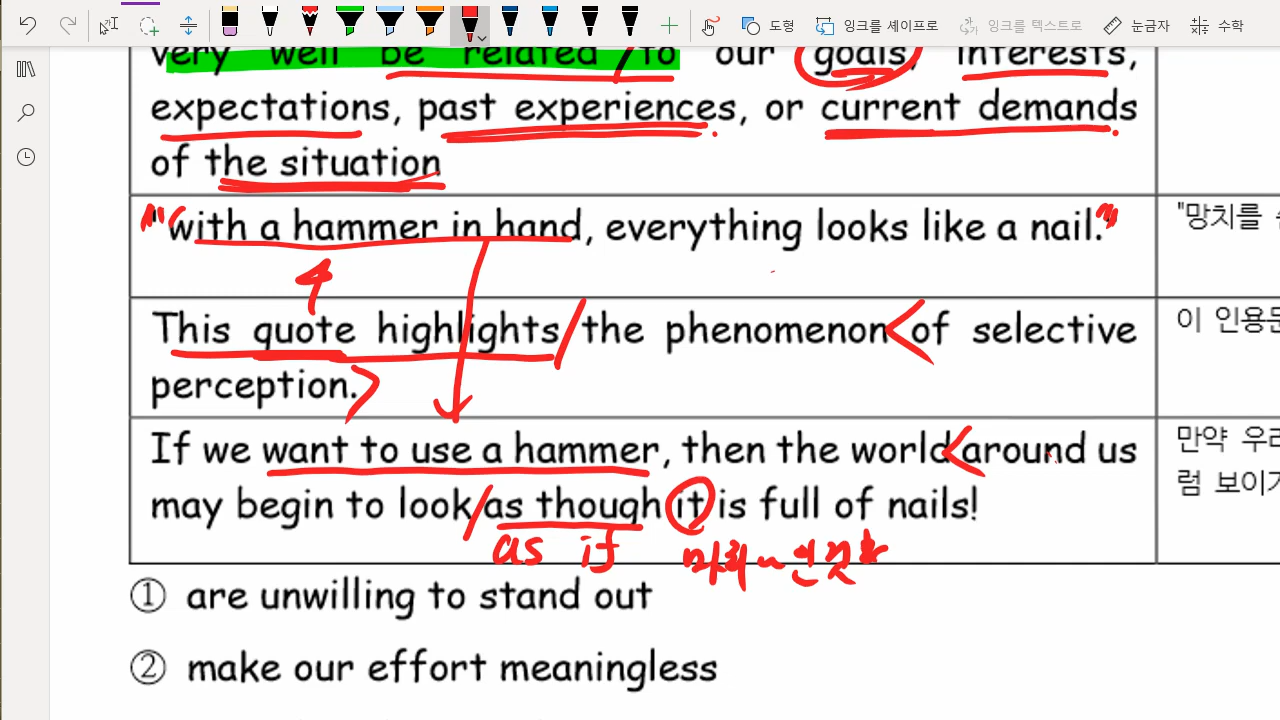 도형
잉크를 셰이프로
잉크를 텍스트로
눈금자
수학
very well be related to our goals, interests,
expectations, past experiences, or current demands
of the situation
"with a hammer in hand, everything looks like a nail."
"망치를
This quote highlights the phenomenon of selective
이 인용문
perception.
If we want to use a hammer, then the world around us
만약 우리
may begin to look as though it is full of nails!
럼 보이기
as if 마치 ~ 인 것처
① are unwilling to stand out
② make our effort meaningless